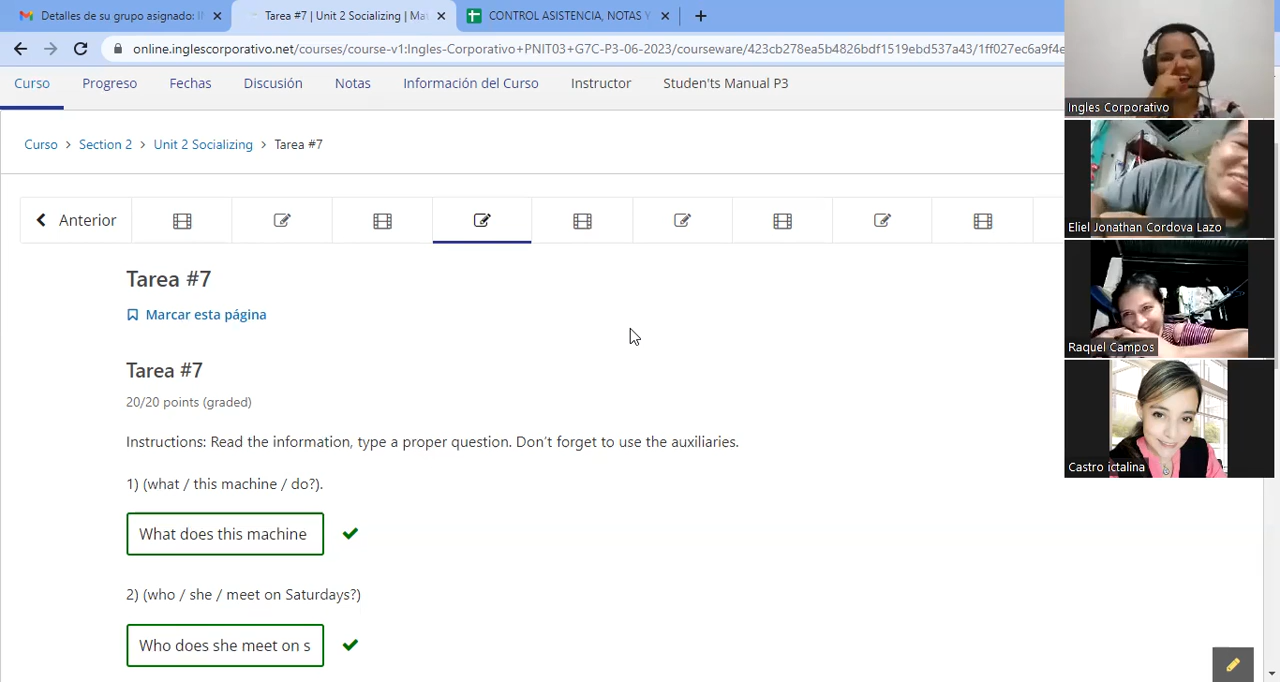 Detalles de su grupo asignado: I
Tarea #7 | Unit 2 Socializing | Mat
CONTROL ASISTENCIA, NOTAS Y
online.inglescorporativo.net/courses/course-v1:Ingles-Corporativo+PNIT03+G7C-P3-06-2023/courseware/423cb278ea5b4826bdf1519ebd537a43/1ff027ec6a9f4e
Curso Progreso Fechas Discusión Notas Información del Curso Instructor Studen'ts Manual P3
Curso > Section 2 > Unit 2 Socializing > Tarea #7
Anterior
Tarea #7
Marcar esta página
Tarea #7
20/20 points (graded)
Instructions: Read the information, type a proper question. Don't forget to use the auxiliaries.
1) (what / this machine / do?).
What does this machine
2) (who / she / meet on Saturdays?)
Who does she meet on s
Ingles Corporativo
Eliel Jonathan Cordova Lazo
Raquel Campos
Castro ictalina